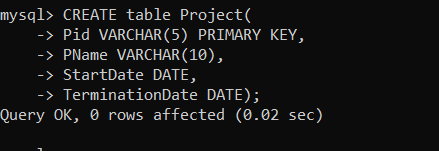 mysql> CREATE table Project(
    -> Pid VARCHAR(5) PRIMARY KEY,
    -> PName VARCHAR(10),
    -> StartDate DATE,
    -> TerminationDate DATE);
Query OK, 0 rows affected (0.02 sec)